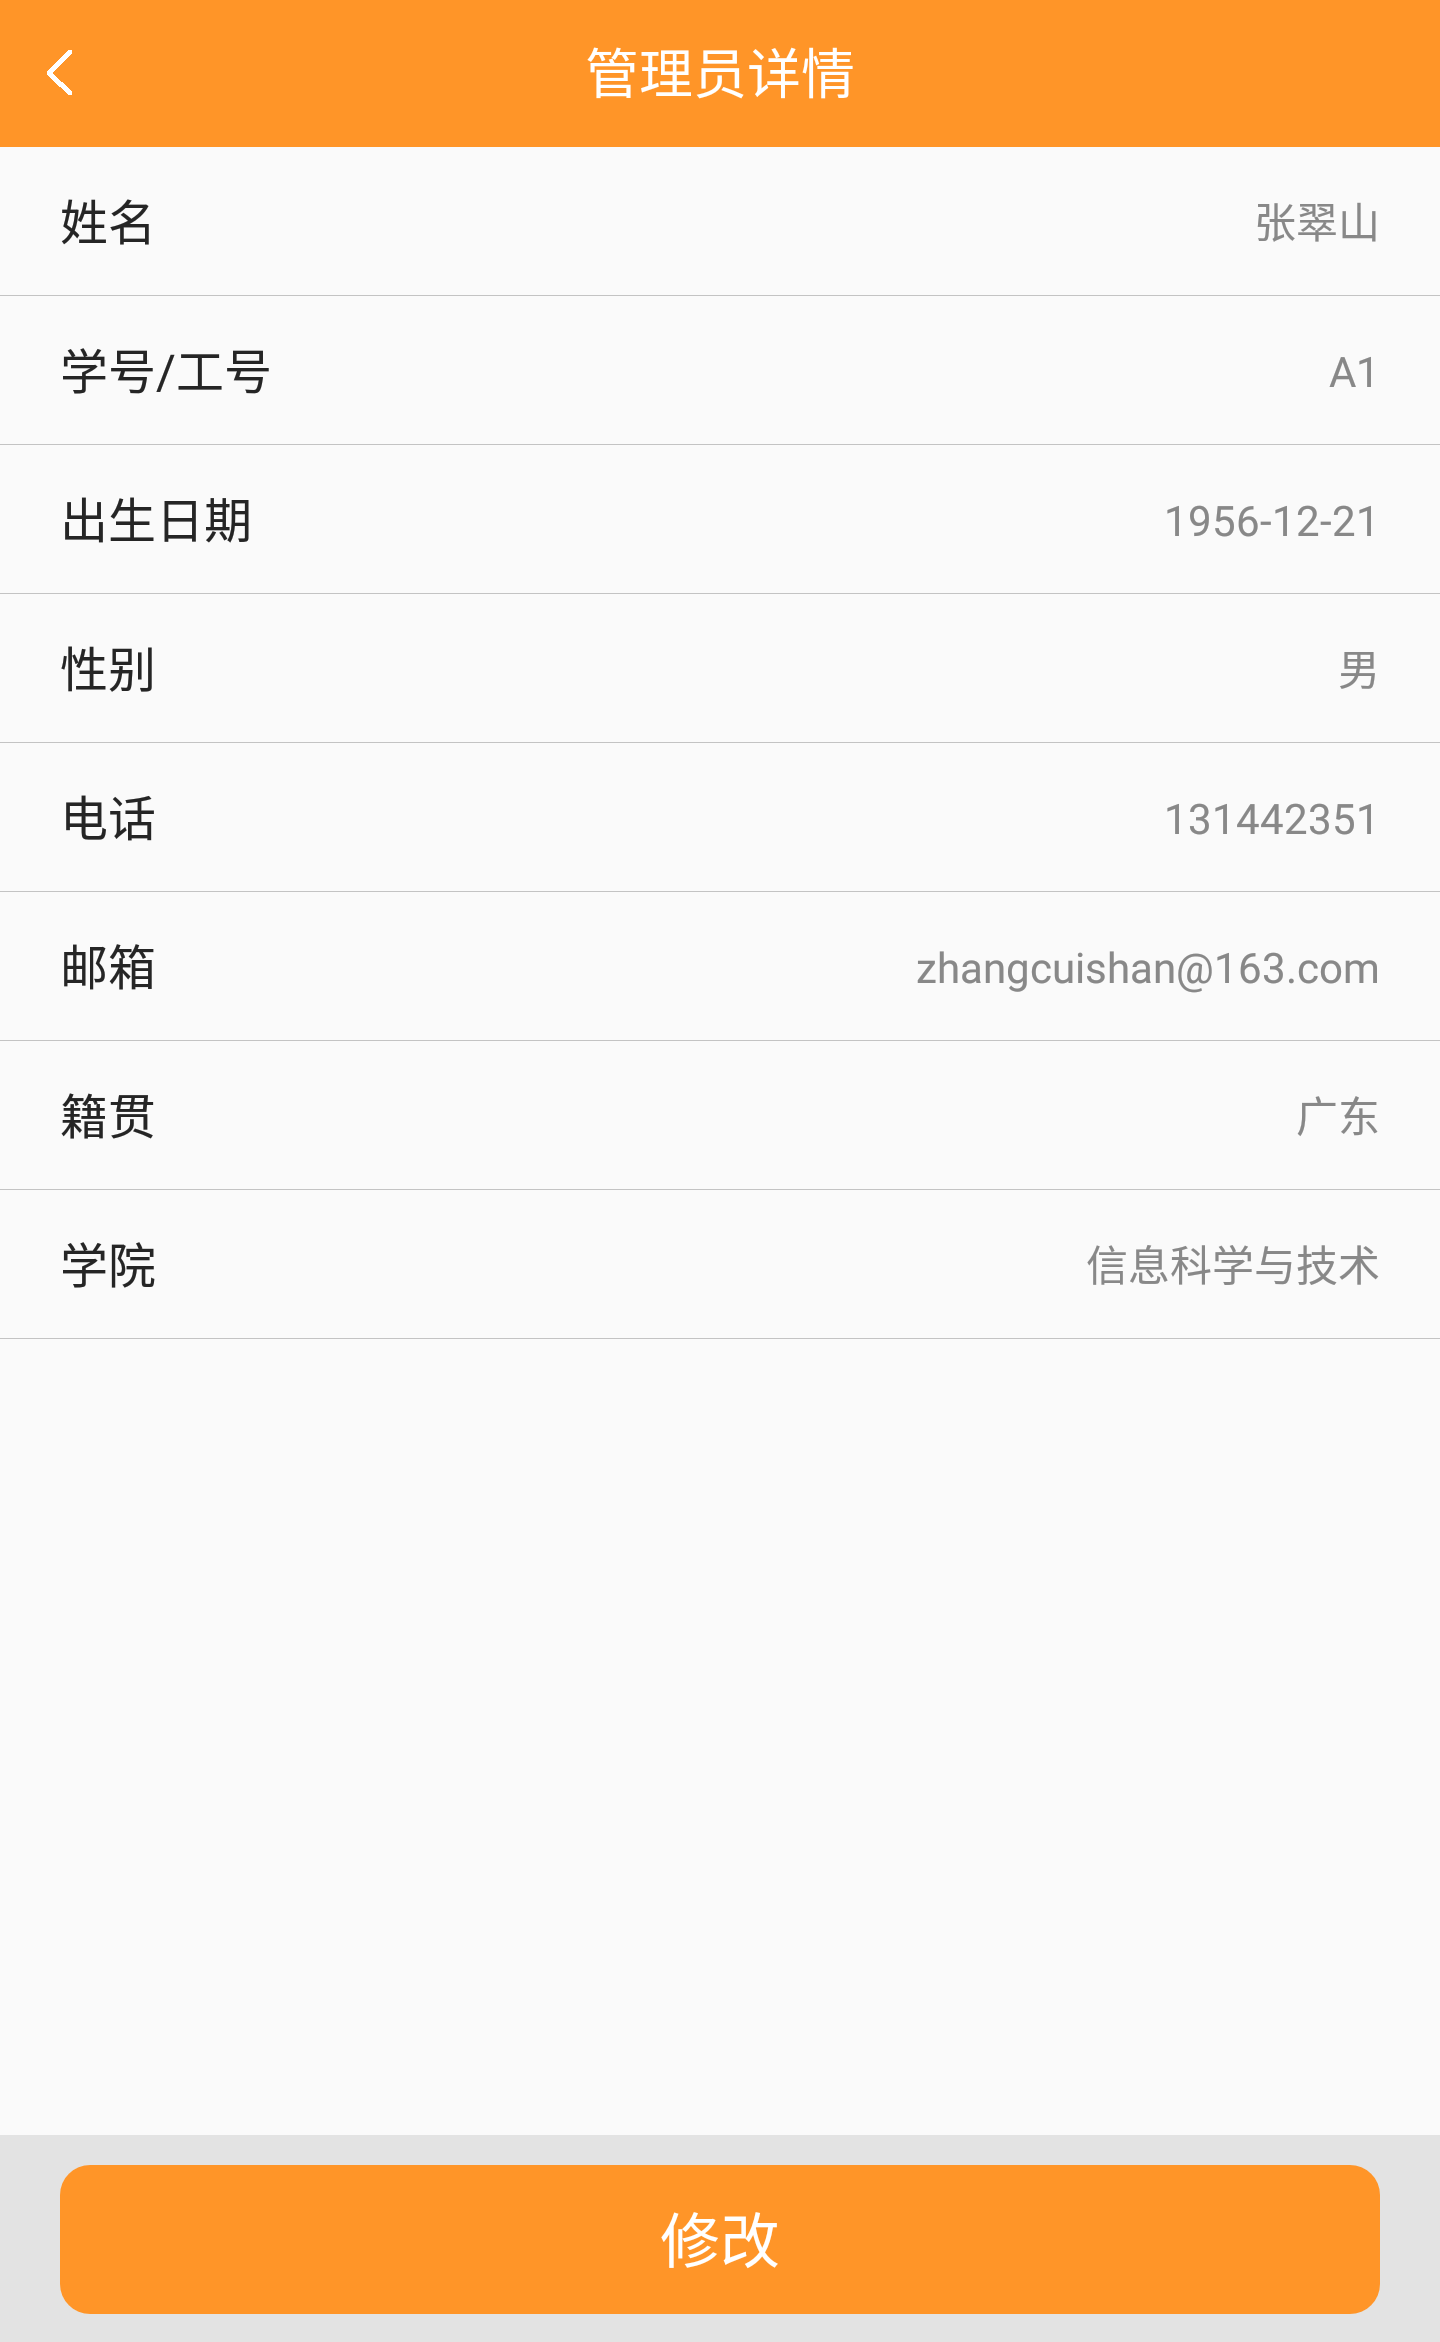 管理员详情
姓名 张翠山
学号/工号 A1
出生日期 1956-12-21
性别 男
电话 131442351
邮箱 zhangcuishan@163.com
籍贯 广东
学院 信息科学与技术
修改